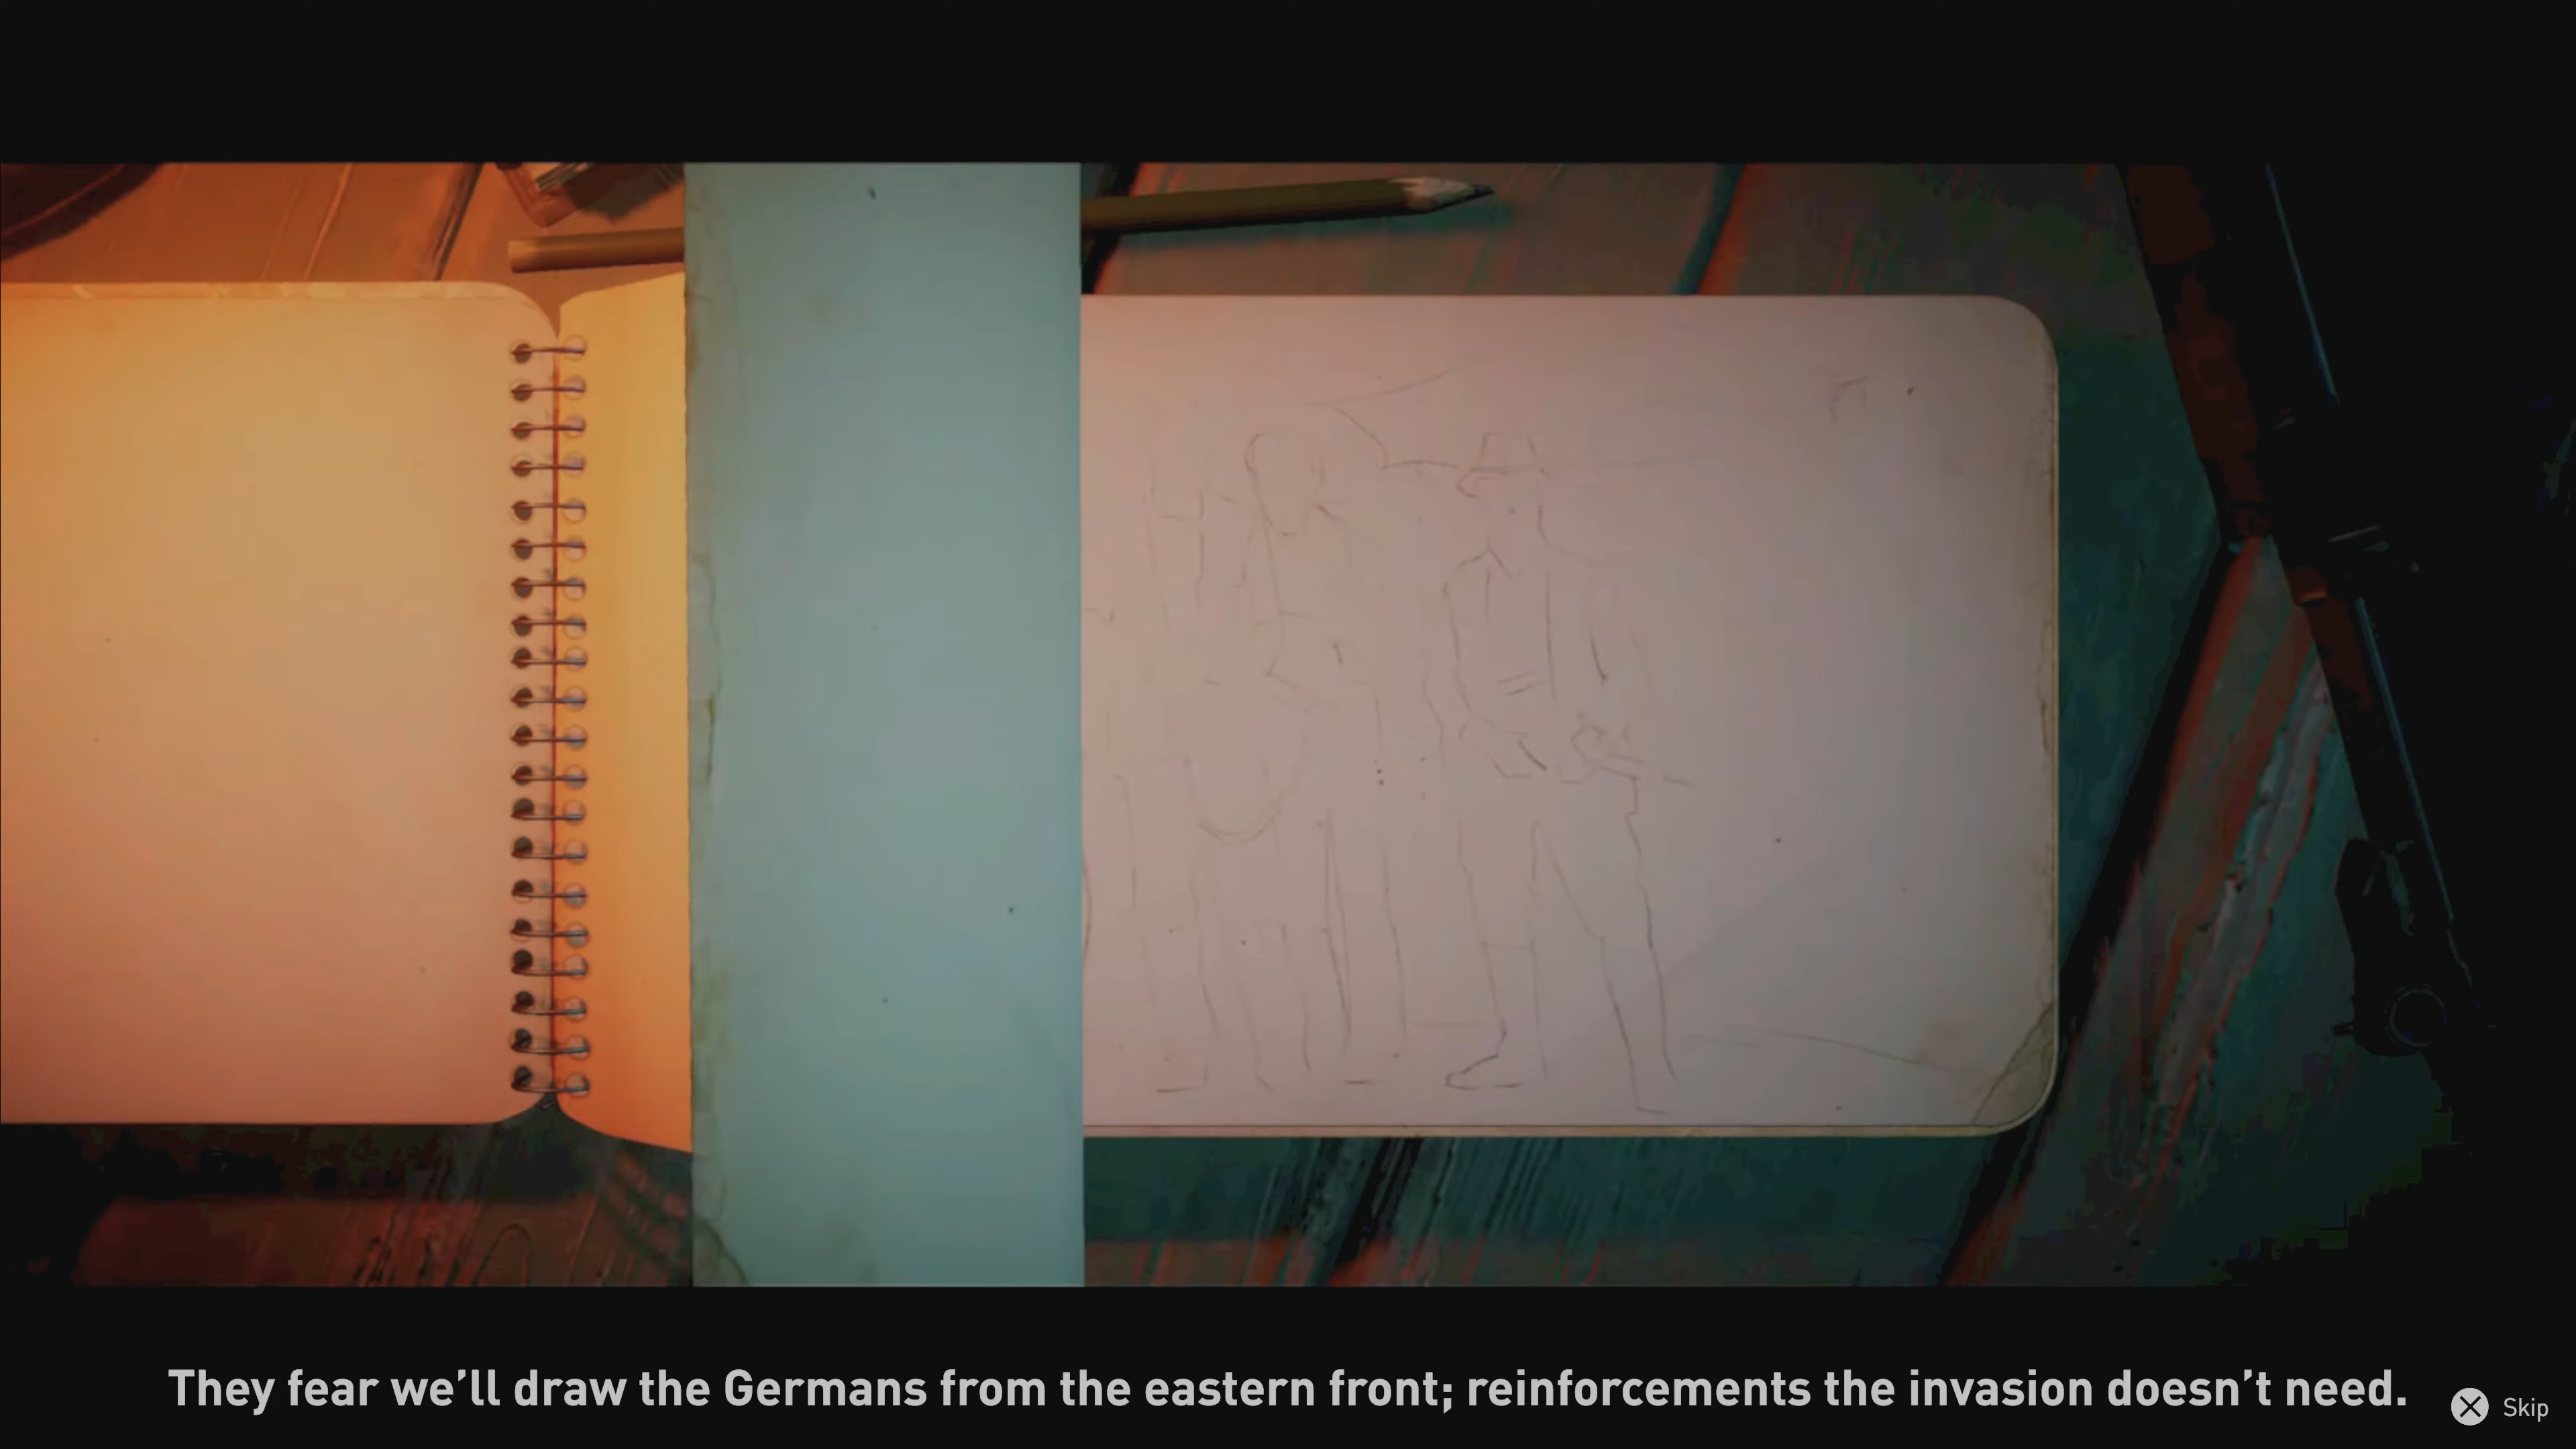 They fear we'll draw the Germans from the eastern front; reinforcements the invasion doesn't need.
Skip